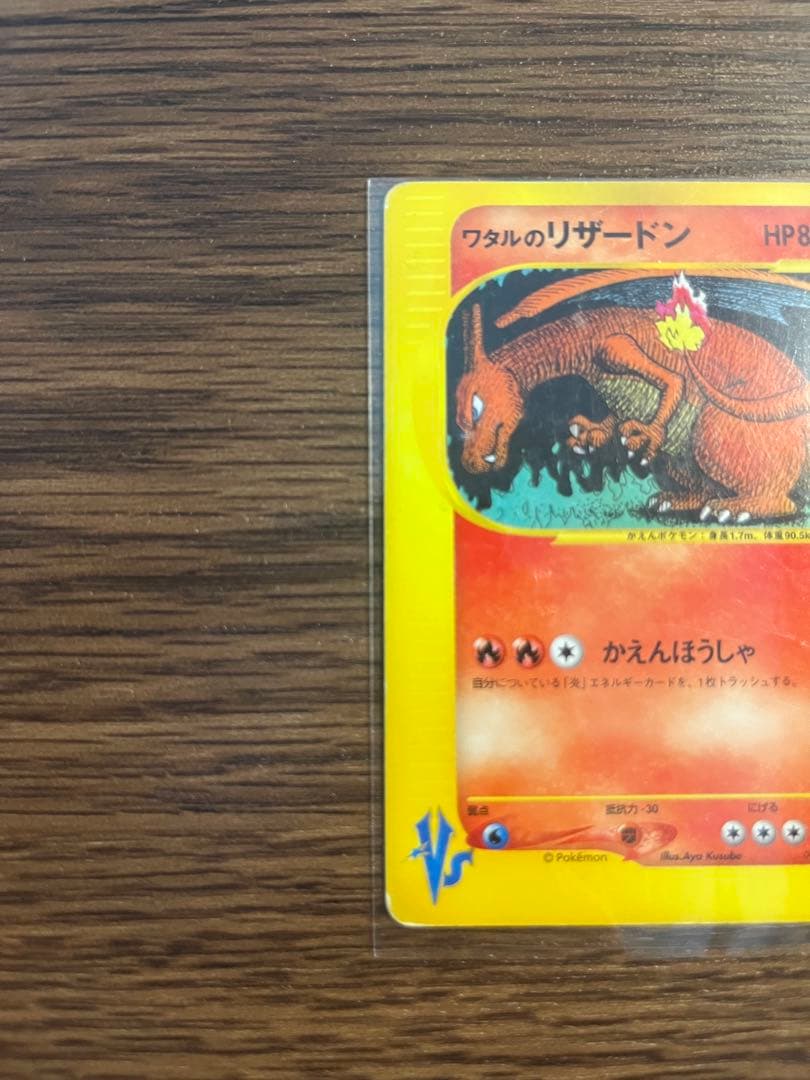 ワタルのリザードン HP8
かえんポケモン：身長1.7m、体重90.5k
かえんほうしゃ
自分についている「炎」エネルギーカードを、1枚トラッシュする。
弱点 抵抗力 -30 にげる
©Pokémon Illus.Aya Kusube
VS